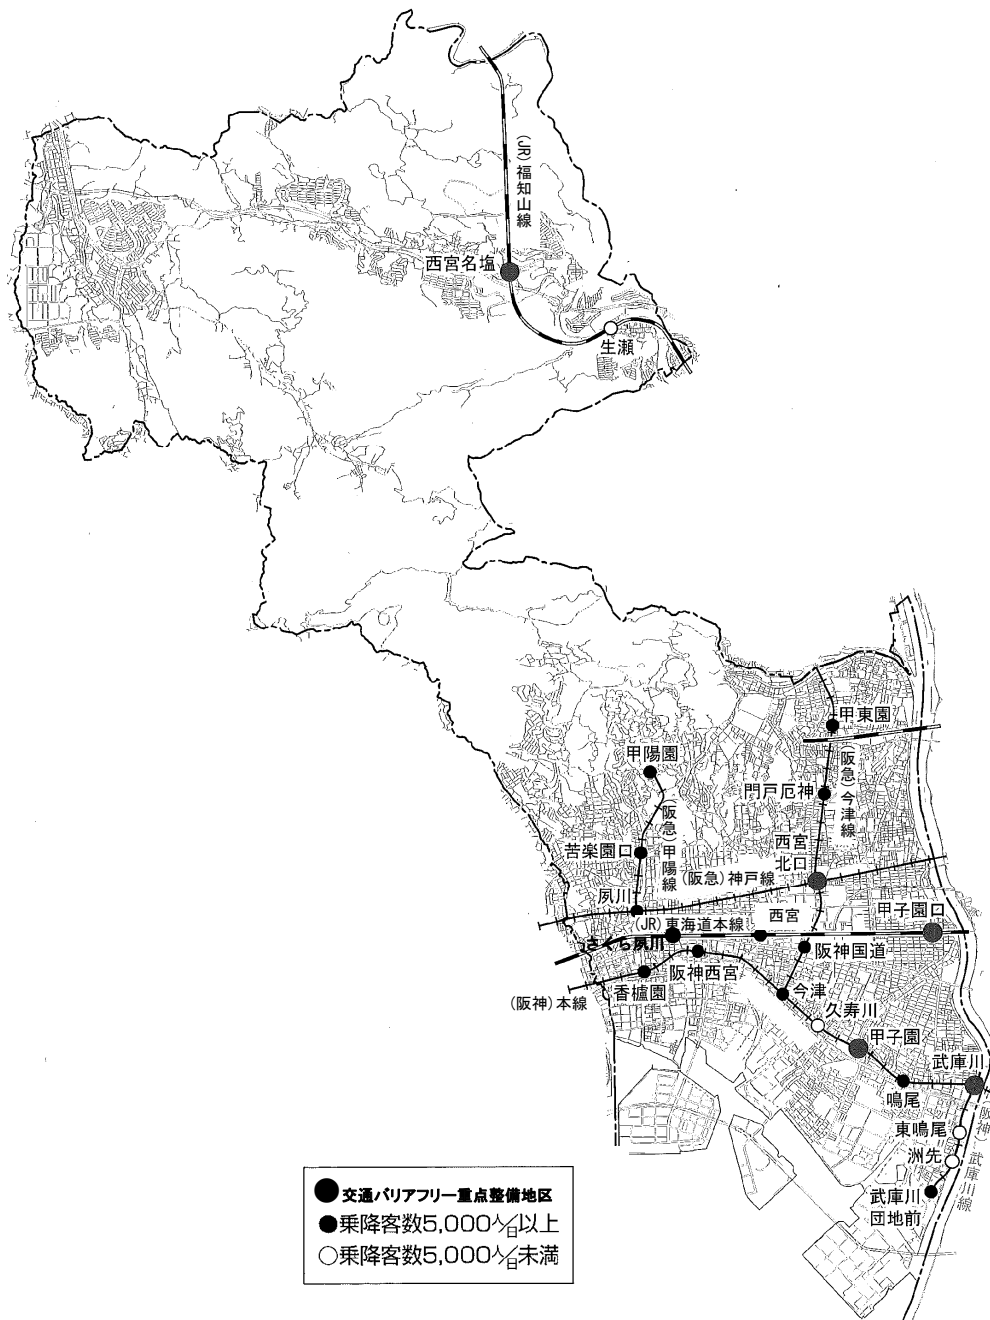 (JR)福知山線
西宮名塩
生瀬
甲東園
(阪急)今津線
甲陽園
門戸厄神
(阪急)甲陽線
苦楽園口
西宮
北口
(阪急)神戸線
夙川
西宮
甲子園口
(JR)東海道本線
さくら夙川
阪神西宮
阪神国道
香櫨園
今津
(阪神)本線
久寿川
甲子園
武庫川
鳴尾
(阪神)武庫川線
東鳴尾
洲先
武庫川
団地前
交通バリアフリー重点整備地区
乗降客数5,000人/日以上
乗降客数5,000人/日未満